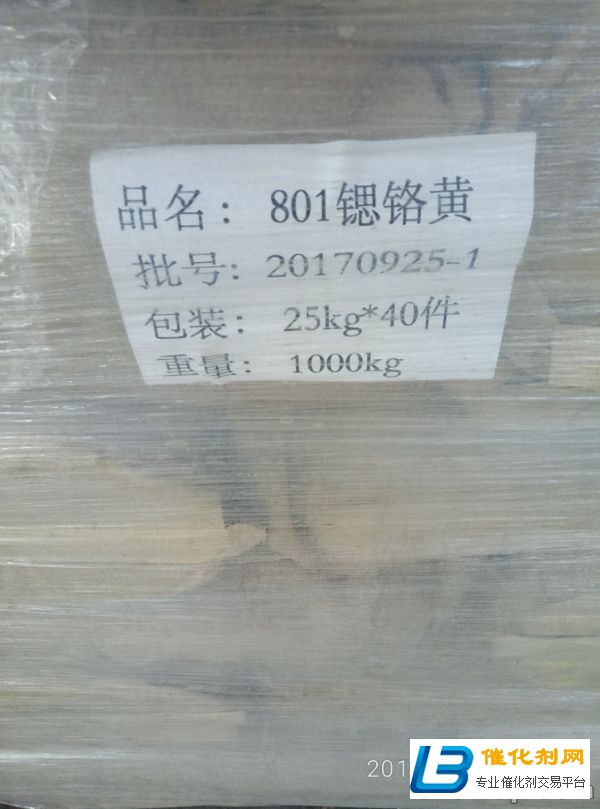 品名：801锶铬黄
批号：20170925-1
包装：25kg*40件
重量：1000kg
201
催化剂网
专业催化剂交易平台